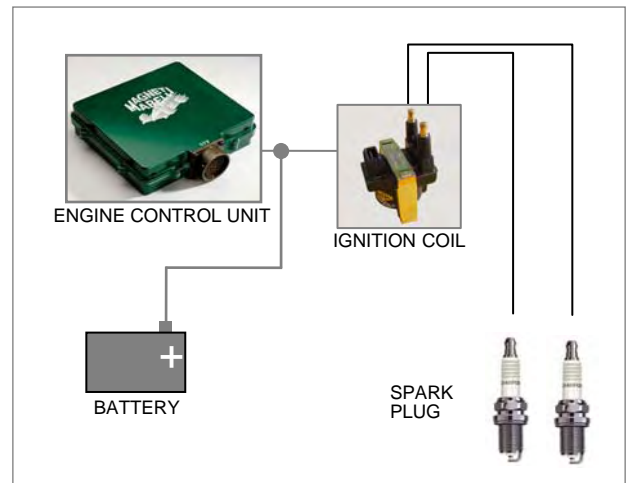 MAGNETI
MARELLI
ENGINE CONTROL UNIT
IGNITION COIL
+
BATTERY
SPARK
PLUG